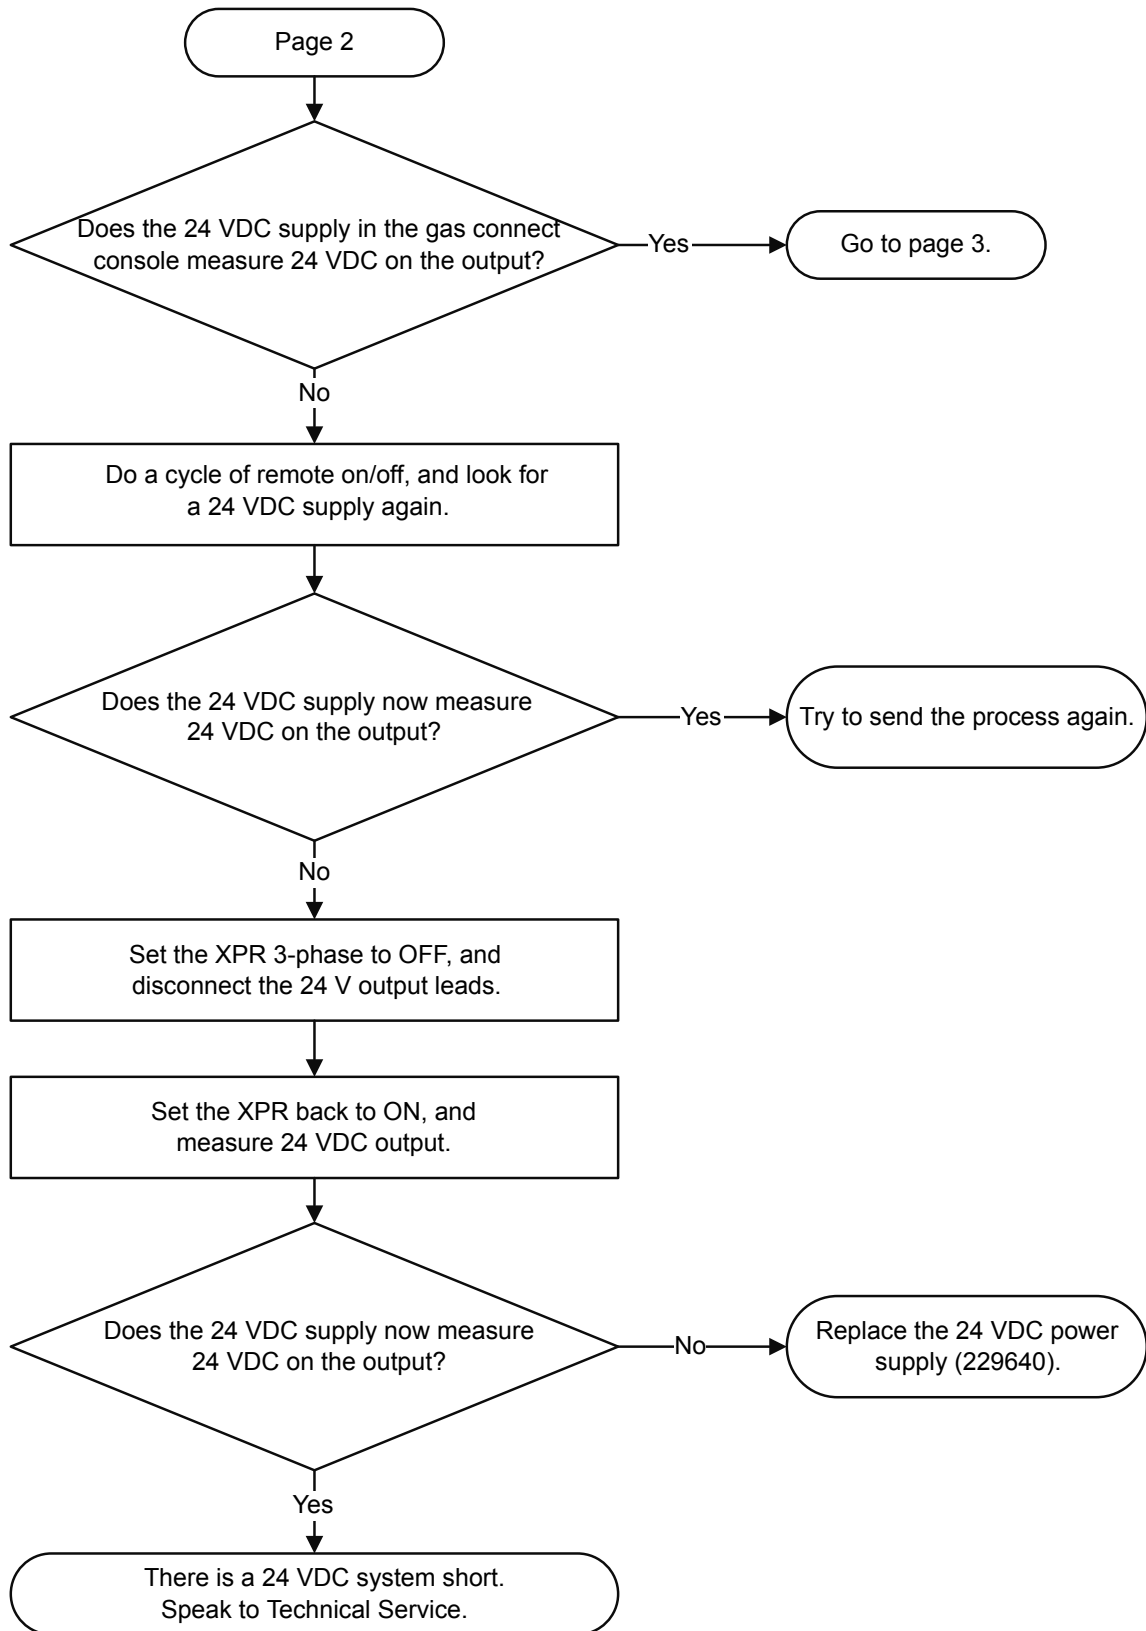 Page 2
Does the 24 VDC supply in the gas connect
console measure 24 VDC on the output?
Yes
Go to page 3.
No
Do a cycle of remote on/off, and look for
a 24 VDC supply again.
Does the 24 VDC supply now measure
24 VDC on the output?
Yes
Try to send the process again.
No
Set the XPR 3-phase to OFF, and
disconnect the 24 V output leads.
Set the XPR back to ON, and
measure 24 VDC output.
Does the 24 VDC supply now measure
24 VDC on the output?
No
Replace the 24 VDC power
supply (229640).
Yes
There is a 24 VDC system short.
Speak to Technical Service.